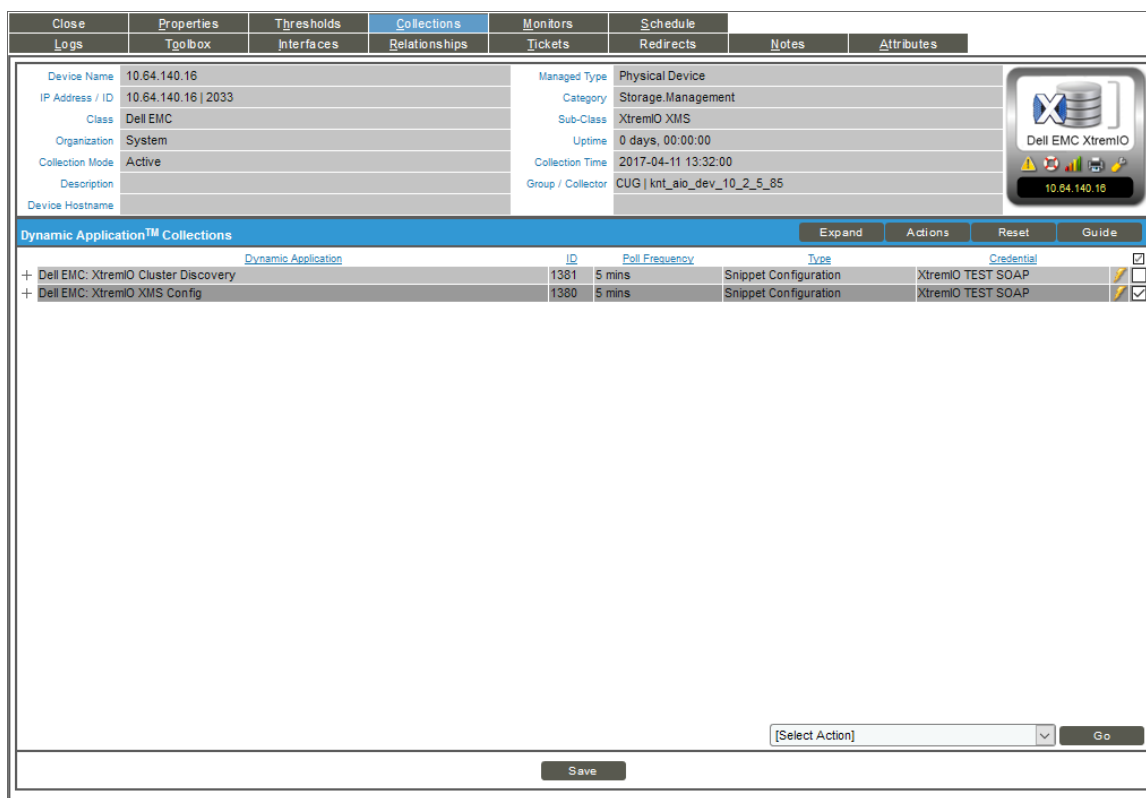 Close Properties Thresholds Collections Monitors Schedule
Logs Toolbox Interfaces Relationships Tickets Redirects Notes Attributes
Device Name 10.64.140.16 Managed Type Physical Device
IP Address / ID 10.64.140.16 | 2033 Category Storage.Management
Class Dell EMC Sub-Class XtremIO XMS
Organization System Uptime 0 days, 00:00:00
Collection Mode Active Collection Time 2017-04-11 13:32:00
Description Group / Collector CUG | knt_aio_dev_10_2_5_85
Device Hostname
Dell EMC XtremIO
10.64.140.16
Dynamic Application™ Collections Expand Actions Reset Guide
Dynamic Application ID Poll Frequency Type Credential
+ Dell EMC: XtremIO Cluster Discovery 1381 5 mins Snippet Configuration XtremIO TEST SOAP
+ Dell EMC: XtremIO XMS Config 1380 5 mins Snippet Configuration XtremIO TEST SOAP
[Select Action] Go
Save